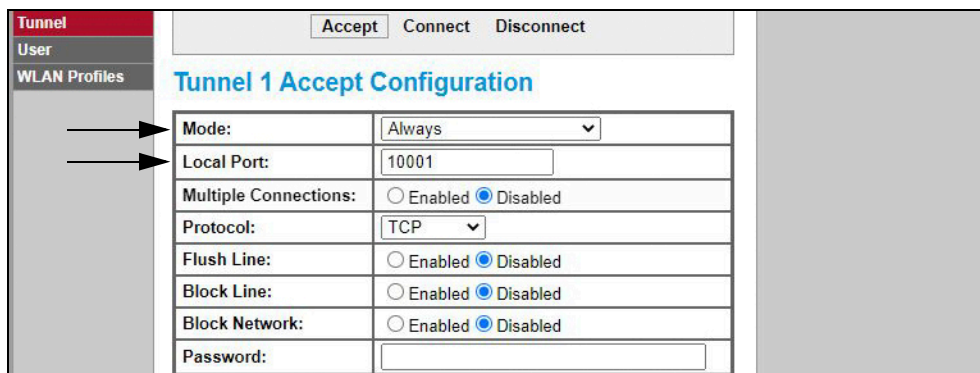 Tunnel
User
WLAN Profiles
Accept Connect Disconnect
Tunnel 1 Accept Configuration
Mode: Always
Local Port: 10001
Multiple Connections: Enabled Disabled
Protocol: TCP
Flush Line: Enabled Disabled
Block Line: Enabled Disabled
Block Network: Enabled Disabled
Password: